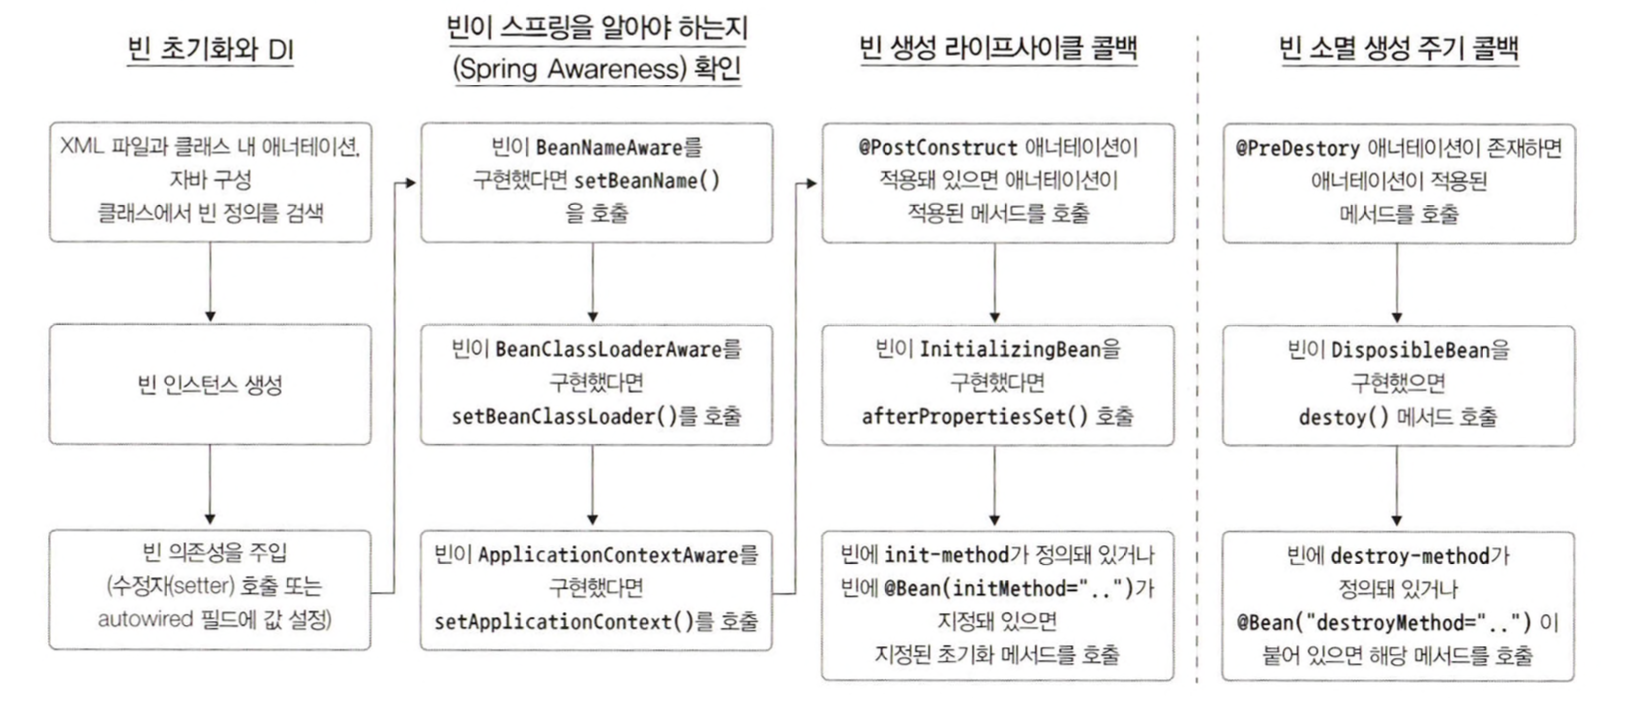 빈 초기화와 DI
XML 파일과 클래스 내 애너테이션,
자바 구성
클래스에서 빈 정의를 검색
빈 인스턴스 생성
빈 의존성을 주입
(수정자(setter) 호출 또는
autowired 필드에 값 설정)
빈이 스프링을 알아야 하는지
(Spring Awareness) 확인
빈이 BeanNameAware를
구현했다면 setBeanName()
을 호출
빈이 BeanClassLoaderAware를
구현했다면
setBeanClassLoader()를 호출
빈이 ApplicationContextAware를
구현했다면
setApplicationContext()를 호출
빈 생성 라이프사이클 콜백
@PostConstruct 애너테이션이
적용돼 있으면 애너테이션이
적용된 메서드를 호출
빈이 InitializingBean을
구현했다면
afterPropertiesSet() 호출
빈에 init-method가 정의돼 있거나
빈에 @Bean(initMethod="..")가
지정돼 있으면
지정된 초기화 메서드를 호출
빈 소멸 생성 주기 콜백
@PreDestory 애너테이션이 존재하면
애너테이션이 적용된
메서드를 호출
빈이 DisposibleBean을
구현했으면
destoy() 메서드 호출
빈에 destroy-method가
정의돼 있거나
@Bean("destroyMethod="..") 이
붙어 있으면 해당 메서드를 호출